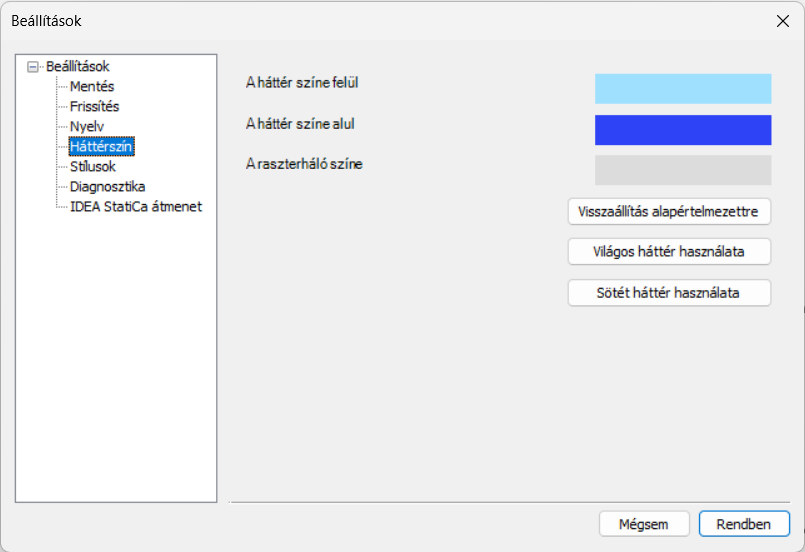 Beállítások
Beállítások
Mentés
Frissítés
Nyelv
Háttérszín
Stílusok
Diagnosztika
IDEA StatiCa átmenet
A háttér színe felül
A háttér színe alul
A raszterháló színe
Visszaállítás alapértelmezettre
Világos háttér használata
Sötét háttér használata
Mégsem
Rendben